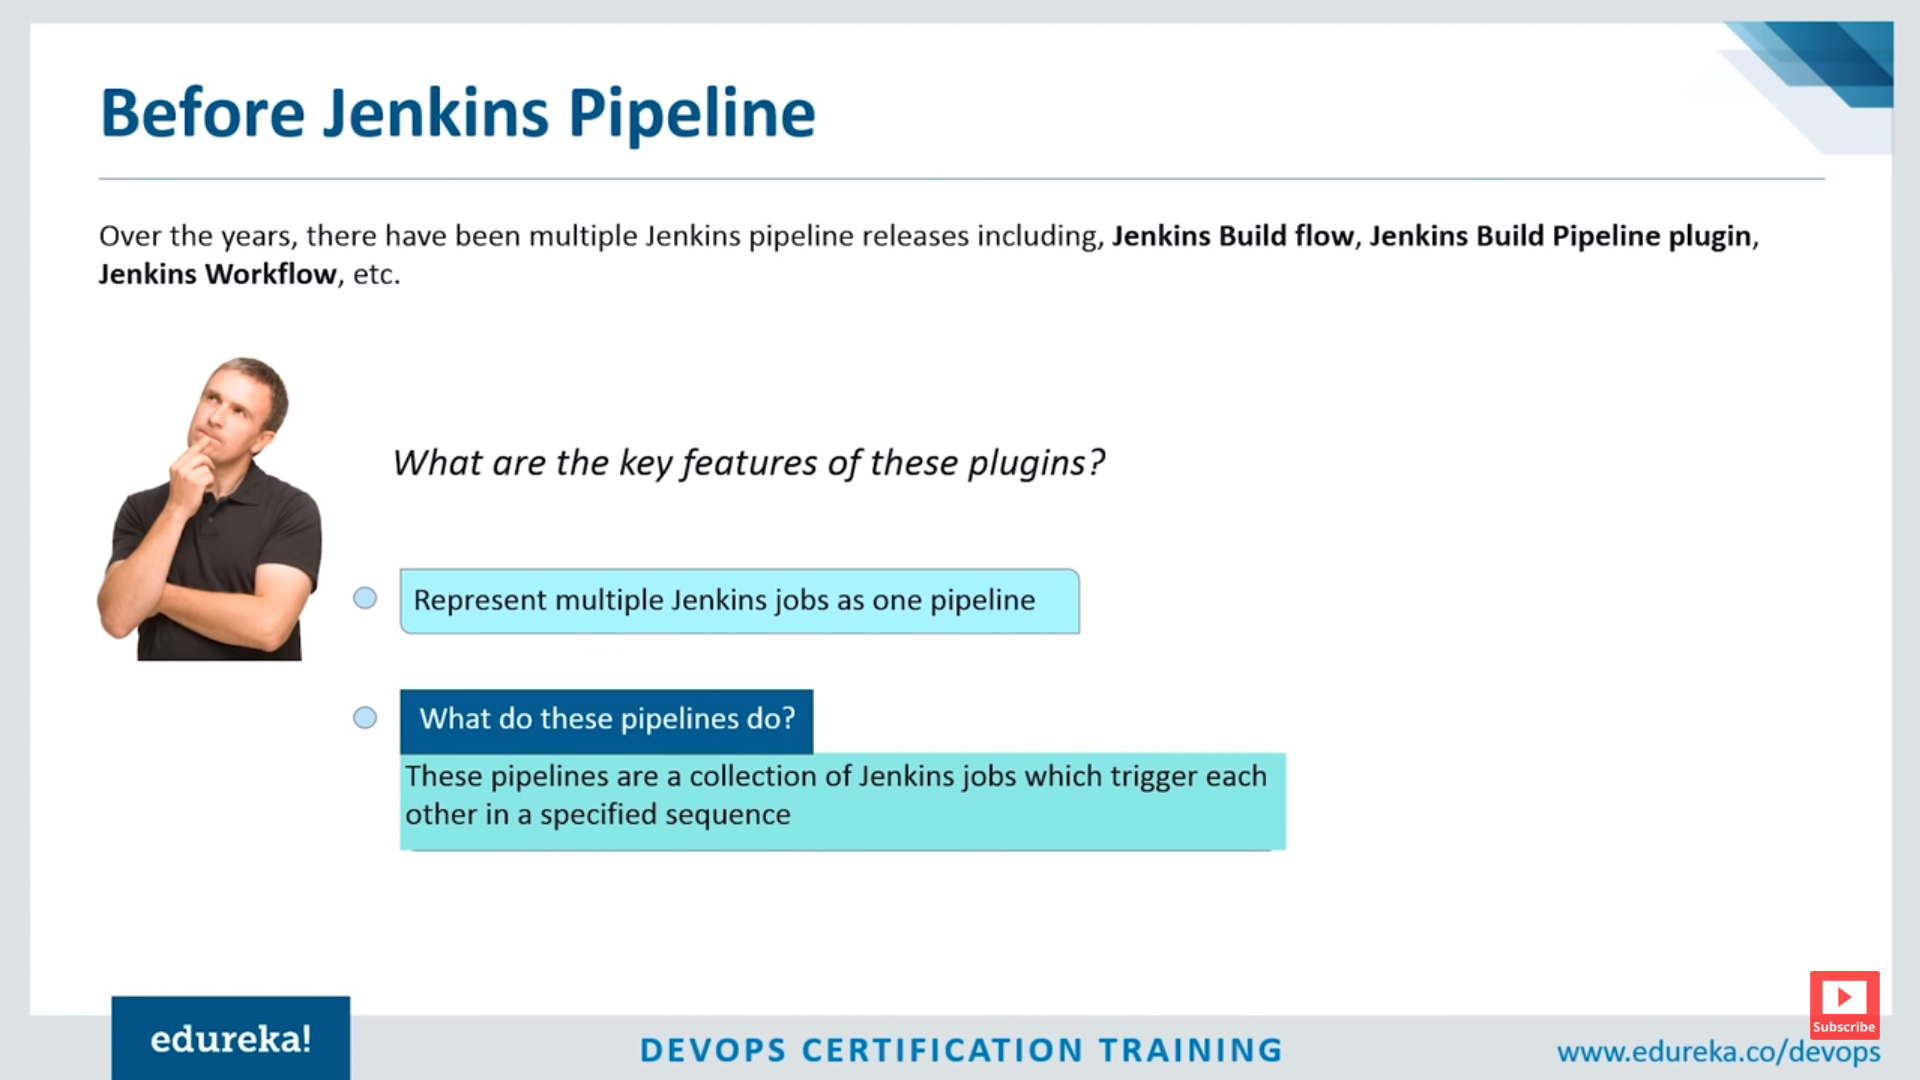 Before Jenkins Pipeline
Over the years, there have been multiple Jenkins pipeline releases including, Jenkins Build flow, Jenkins Build Pipeline plugin,
Jenkins Workflow, etc.
What are the key features of these plugins?
Represent multiple Jenkins jobs as one pipeline
What do these pipelines do?
These pipelines are a collection of Jenkins jobs which trigger each
other in a specified sequence
Subscribe
edureka!
DEVOPS CERTIFICATION TRAINING
www.edureka.co/devops